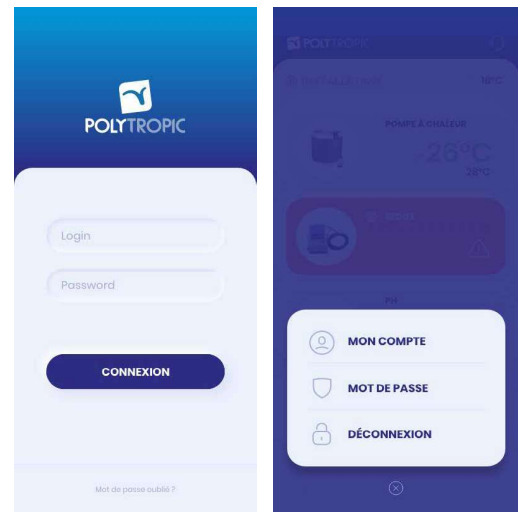 POLYTROPIC
Login
Password
CONNEXION
Mot de passe oublié ?
POLYTROPIC
POMPE À CHALEUR
26°C
28°C
MON COMPTE
MOT DE PASSE
DÉCONNEXION